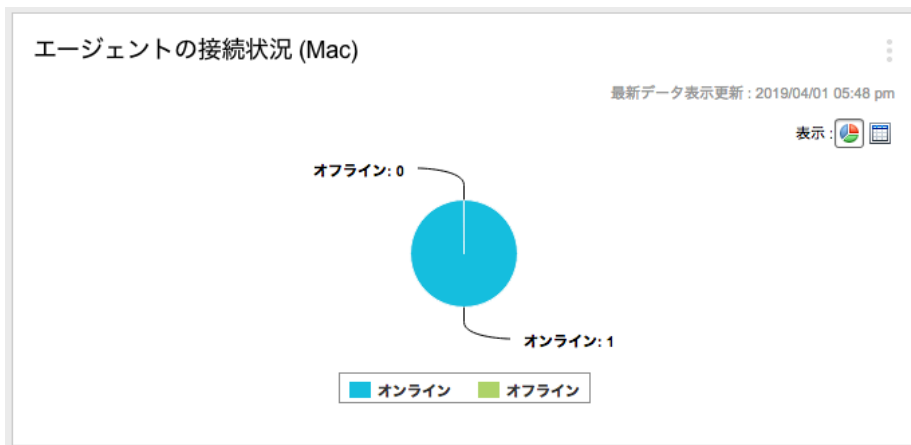 エージェントの接続状況 (Mac)
最新データ表示更新 : 2019/04/01 05:48 pm
表示 :
オフライン: 0
オンライン: 1
オンライン オフライン